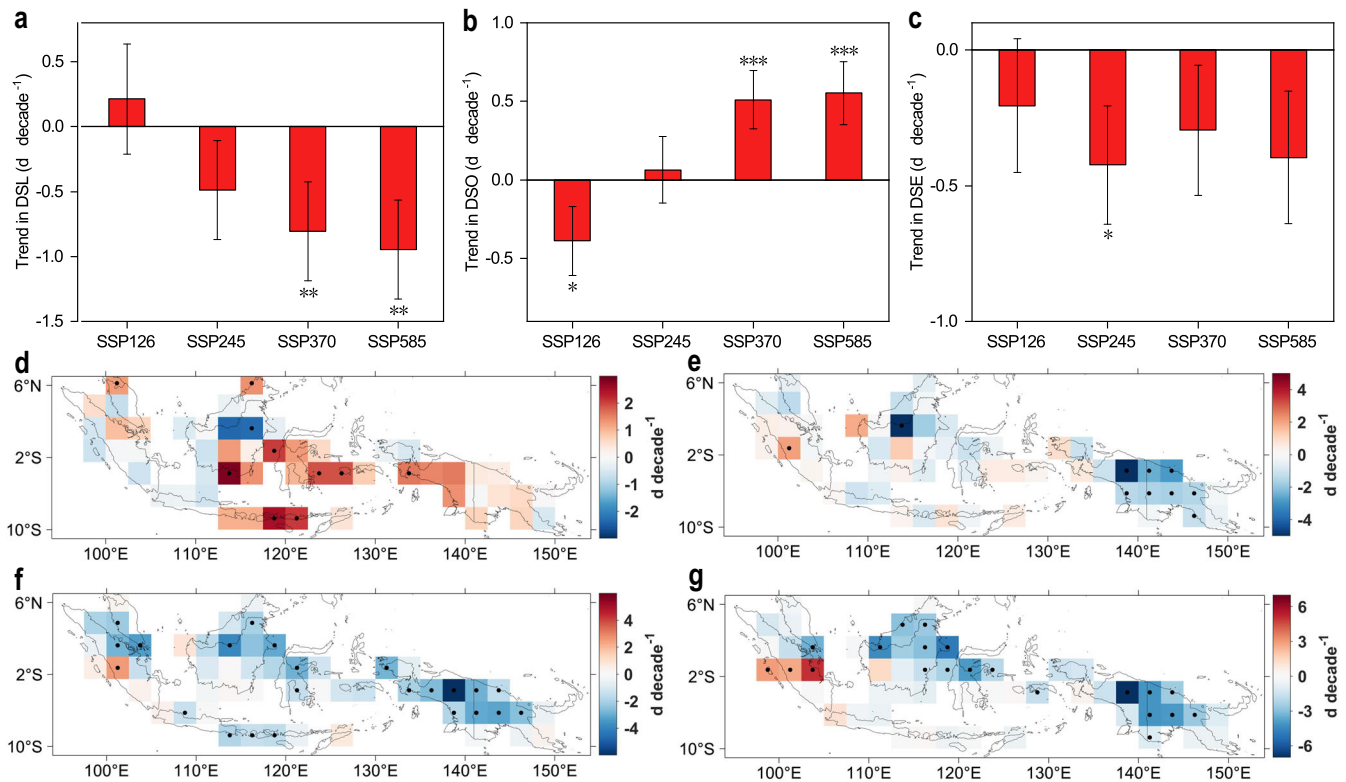 a
Trend in DSL (d decade-1)
0.5
0.0
-0.5
-1.0
-1.5
**
**
SSP126 SSP245 SSP370 SSP585
b
Trend in DSO (d decade-1)
1.0
0.5
0.0
-0.5
*
***
***
SSP126 SSP245 SSP370 SSP585
c
Trend in DSE (d decade-1)
0.0
-0.5
-1.0
*
SSP126 SSP245 SSP370 SSP585
d
6°N
2°S
10°S
100°E 110°E 120°E 130°E 140°E 150°E
2
1
0
-1
-2
d decade-1
e
6°N
2°S
10°S
100°E 110°E 120°E 130°E 140°E 150°E
4
2
0
-2
-4
d decade-1
f
6°N
2°S
10°S
100°E 110°E 120°E 130°E 140°E 150°E
4
2
0
-2
-4
d decade-1
g
6°N
2°S
10°S
100°E 110°E 120°E 130°E 140°E 150°E
6
3
0
-3
-6
d decade-1